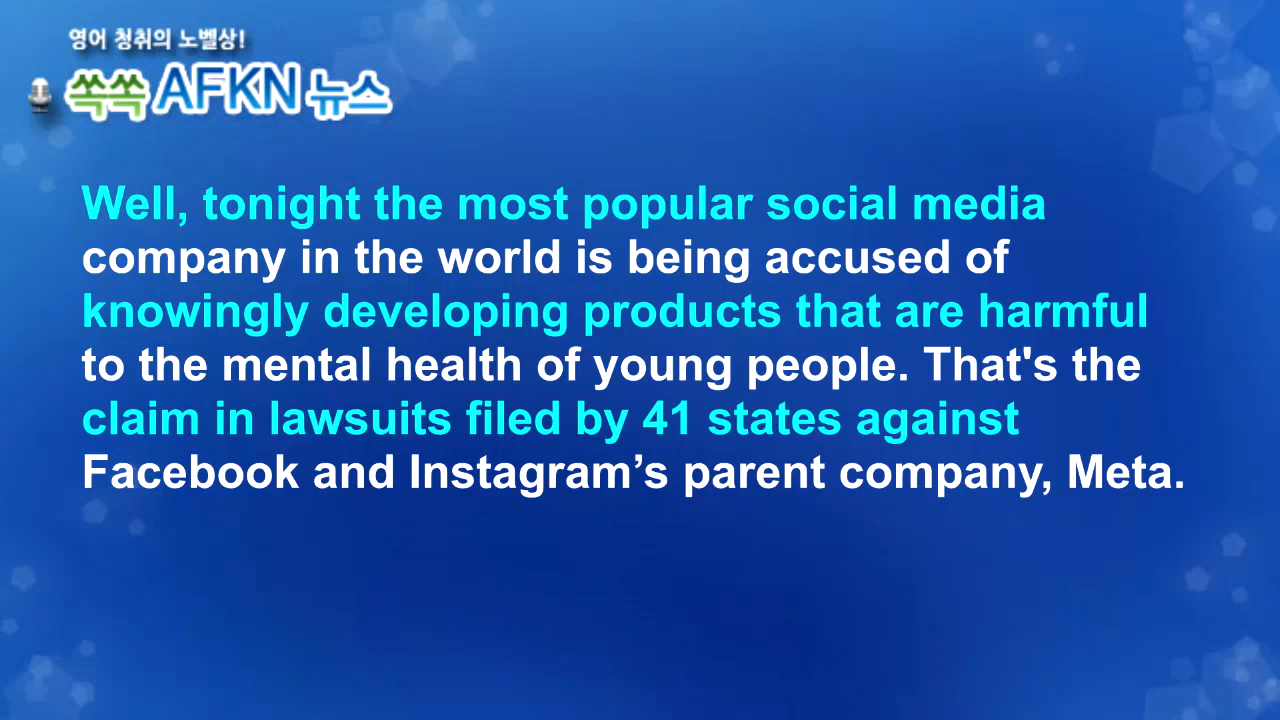 영어 청취의 노벨상!
쏙쏙 AFKN 뉴스
Well, tonight the most popular social media
company in the world is being accused of
knowingly developing products that are harmful
to the mental health of young people. That's the
claim in lawsuits filed by 41 states against
Facebook and Instagram’s parent company, Meta.